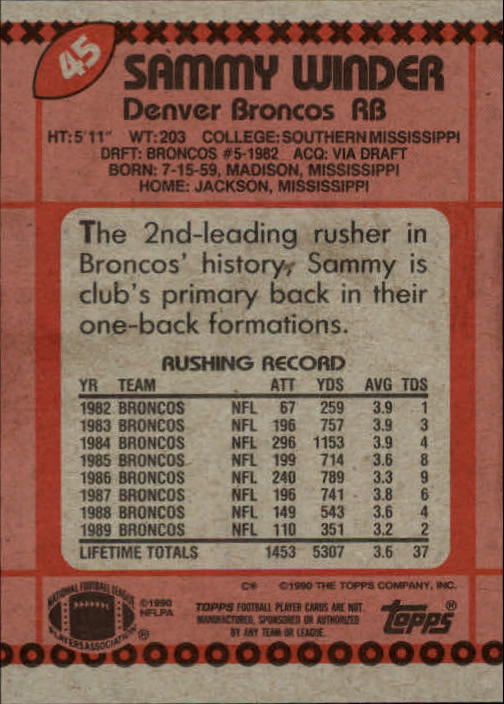 45
SAMMY WINDER
Denver Broncos RB
HT: 5'11" WT: 203 COLLEGE: SOUTHERN MISSISSIPPI
DRFT: BRONCOS #5-1982 ACQ: VIA DRAFT
BORN: 7-15-59, MADISON, MISSISSIPPI
HOME: JACKSON, MISSISSIPPI
The 2nd-leading rusher in
Broncos' history, Sammy is
club's primary back in their
one-back formations.
RUSHING RECORD
YR TEAM ATT YDS AVG TDS
1982 BRONCOS NFL 67 259 3.9 1
1983 BRONCOS NFL 196 757 3.9 3
1984 BRONCOS NFL 296 1153 3.9 4
1985 BRONCOS NFL 199 714 3.6 8
1986 BRONCOS NFL 240 789 3.3 9
1987 BRONCOS NFL 196 741 3.8 6
1988 BRONCOS NFL 149 543 3.6 4
1989 BRONCOS NFL 110 351 3.2 2
LIFETIME TOTALS 1453 5307 3.6 37
C* ©1990 THE TOPPS COMPANY, INC.
NATIONAL FOOTBALL LEAGUE
PLAYERS ASSOCIATION ®
©1990
NFLPA
TOPPS FOOTBALL PLAYER CARDS ARE NOT
MANUFACTURED, SPONSORED OR AUTHORIZED
BY ANY TEAM OR LEAGUE.
Topps®